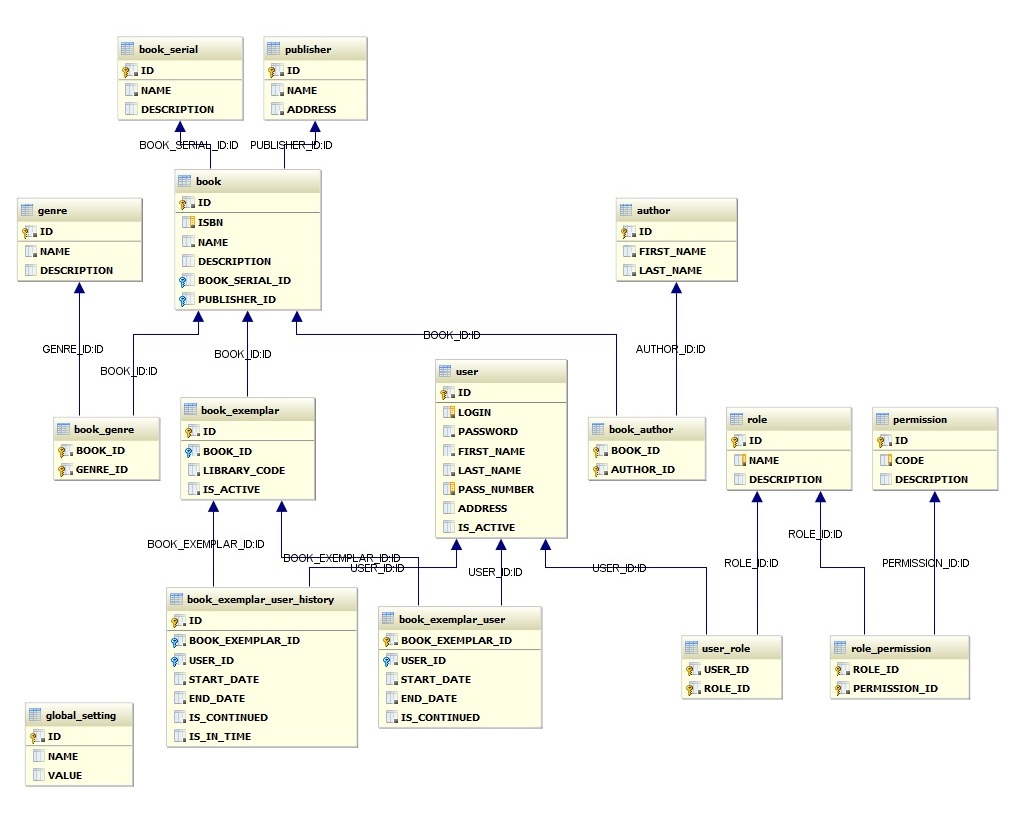 book_serial
ID
NAME
DESCRIPTION
publisher
ID
NAME
ADDRESS
BOOK_SERIAL_ID:ID
PUBLISHER_ID:ID
book
ID
ISBN
NAME
DESCRIPTION
BOOK_SERIAL_ID
PUBLISHER_ID
genre
ID
NAME
DESCRIPTION
author
ID
FIRST_NAME
LAST_NAME
GENRE_ID:ID
BOOK_ID:ID
BOOK_ID:ID
BOOK_ID:ID
AUTHOR_ID:ID
book_genre
BOOK_ID
GENRE_ID
book_exemplar
ID
BOOK_ID
LIBRARY_CODE
IS_ACTIVE
user
ID
LOGIN
PASSWORD
FIRST_NAME
LAST_NAME
PASS_NUMBER
ADDRESS
IS_ACTIVE
book_author
BOOK_ID
AUTHOR_ID
role
ID
NAME
DESCRIPTION
permission
ID
CODE
DESCRIPTION
BOOK_EXEMPLAR_ID:ID
BOOK_EXEMPLAR_ID:ID
USER_ID:ID
USER_ID:ID
USER_ID:ID
ROLE_ID:ID
ROLE_ID:ID
PERMISSION_ID:ID
book_exemplar_user_history
ID
BOOK_EXEMPLAR_ID
USER_ID
START_DATE
END_DATE
IS_CONTINUED
IS_IN_TIME
book_exemplar_user
BOOK_EXEMPLAR_ID
USER_ID
START_DATE
END_DATE
IS_CONTINUED
user_role
USER_ID
ROLE_ID
role_permission
ROLE_ID
PERMISSION_ID
global_setting
ID
NAME
VALUE